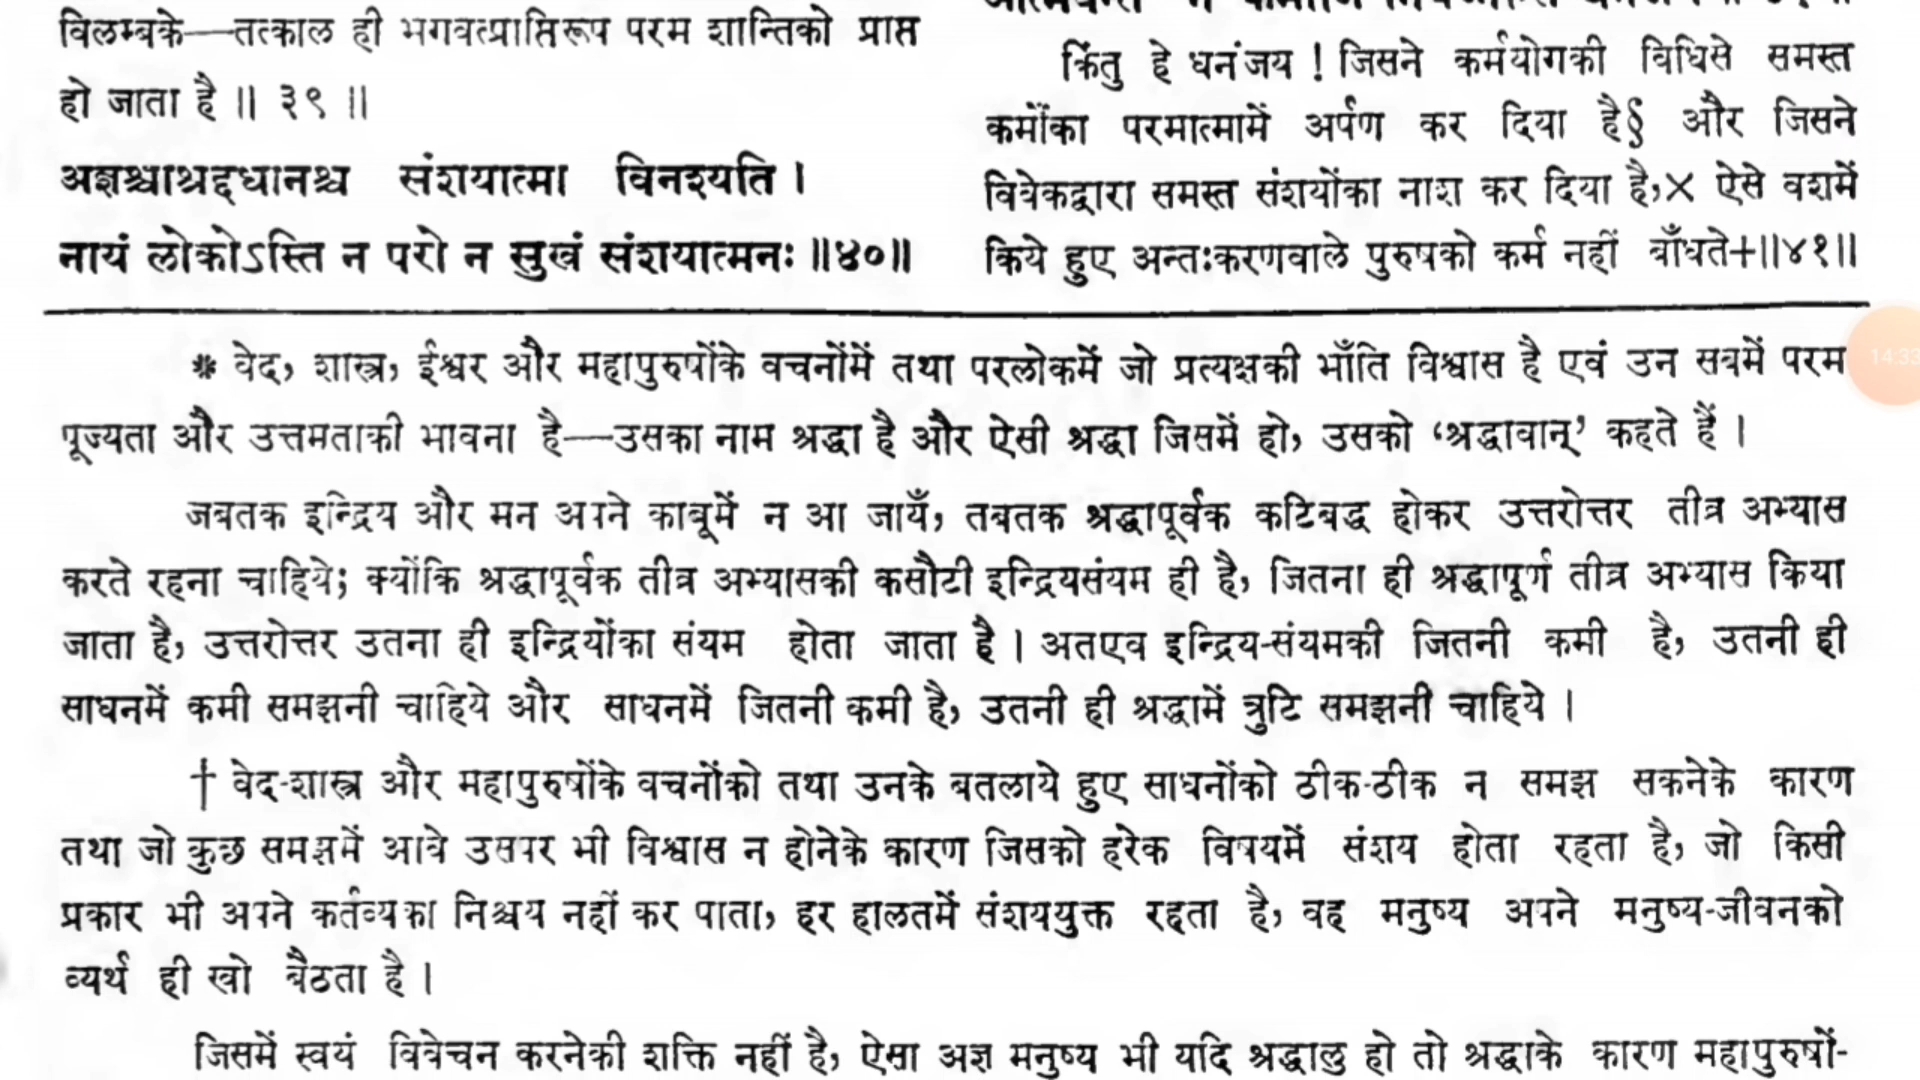 विलम्बके—तत्काल ही भगवत्प्राप्तिरूप परम शान्तिको प्राप्त
हो जाता है ॥ ३९ ॥
अज्ञश्चाश्रद्दधानश्च संशयात्मा विनश्यति ।
नायं लोकोऽस्ति न परो न सुखं संशयात्मनः ॥४०॥
किंतु हे धनंजय ! जिसने कर्मयोगकी विधिसे समस्त
कर्मोंका परमात्मामें अर्पण कर दिया है§ और जिसने
विवेकद्वारा समस्त संशयोंका नाश कर दिया है,× ऐसे वशमें
किये हुए अन्तःकरणवाले पुरुषको कर्म नहीं बाँधते+॥४१॥
* वेद, शास्त्र, ईश्वर और महापुरुषोंके वचनोंमें तथा परलोकमें जो प्रत्यक्षकी भाँति विश्वास है एवं उन सबमें परम
पूज्यता और उत्तमताकी भावना है—उसका नाम श्रद्धा है और ऐसी श्रद्धा जिसमें हो, उसको ‘श्रद्धावान्’ कहते हैं ।
जबतक इन्द्रिय और मन अपने काबूमें न आ जायँ, तबतक श्रद्धापूर्वक कटिबद्ध होकर उत्तरोत्तर तीव्र अभ्यास
करते रहना चाहिये; क्योंकि श्रद्धापूर्वक तीव्र अभ्यासकी कसौटी इन्द्रियसंयम ही है, जितना ही श्रद्धापूर्ण तीव्र अभ्यास किया
जाता है, उत्तरोत्तर उतना ही इन्द्रियोंका संयम होता जाता है । अतएव इन्द्रिय-संयमकी जितनी कमी है, उतनी ही
साधनमें कमी समझनी चाहिये और साधनमें जितनी कमी है, उतनी ही श्रद्धामें त्रुटि समझनी चाहिये ।
† वेद-शास्त्र और महापुरुषोंके वचनोंको तथा उनके बतलाये हुए साधनोंको ठीक-ठीक न समझ सकनेके कारण
तथा जो कुछ समझमें आवे उसपर भी विश्वास न होनेके कारण जिसको हरेक विषयमें संशय होता रहता है, जो किसी
प्रकार भी अपने कर्तव्यका निश्चय नहीं कर पाता, हर हालतमें संशययुक्त रहता है, वह मनुष्य अपने मनुष्य-जीवनको
व्यर्थ ही खो बैठता है ।
जिसमें स्वयं विवेचन करनेकी शक्ति नहीं है, ऐसा अज्ञ मनुष्य भी यदि श्रद्धालु हो तो श्रद्धाके कारण महापुरुषों-
14:33